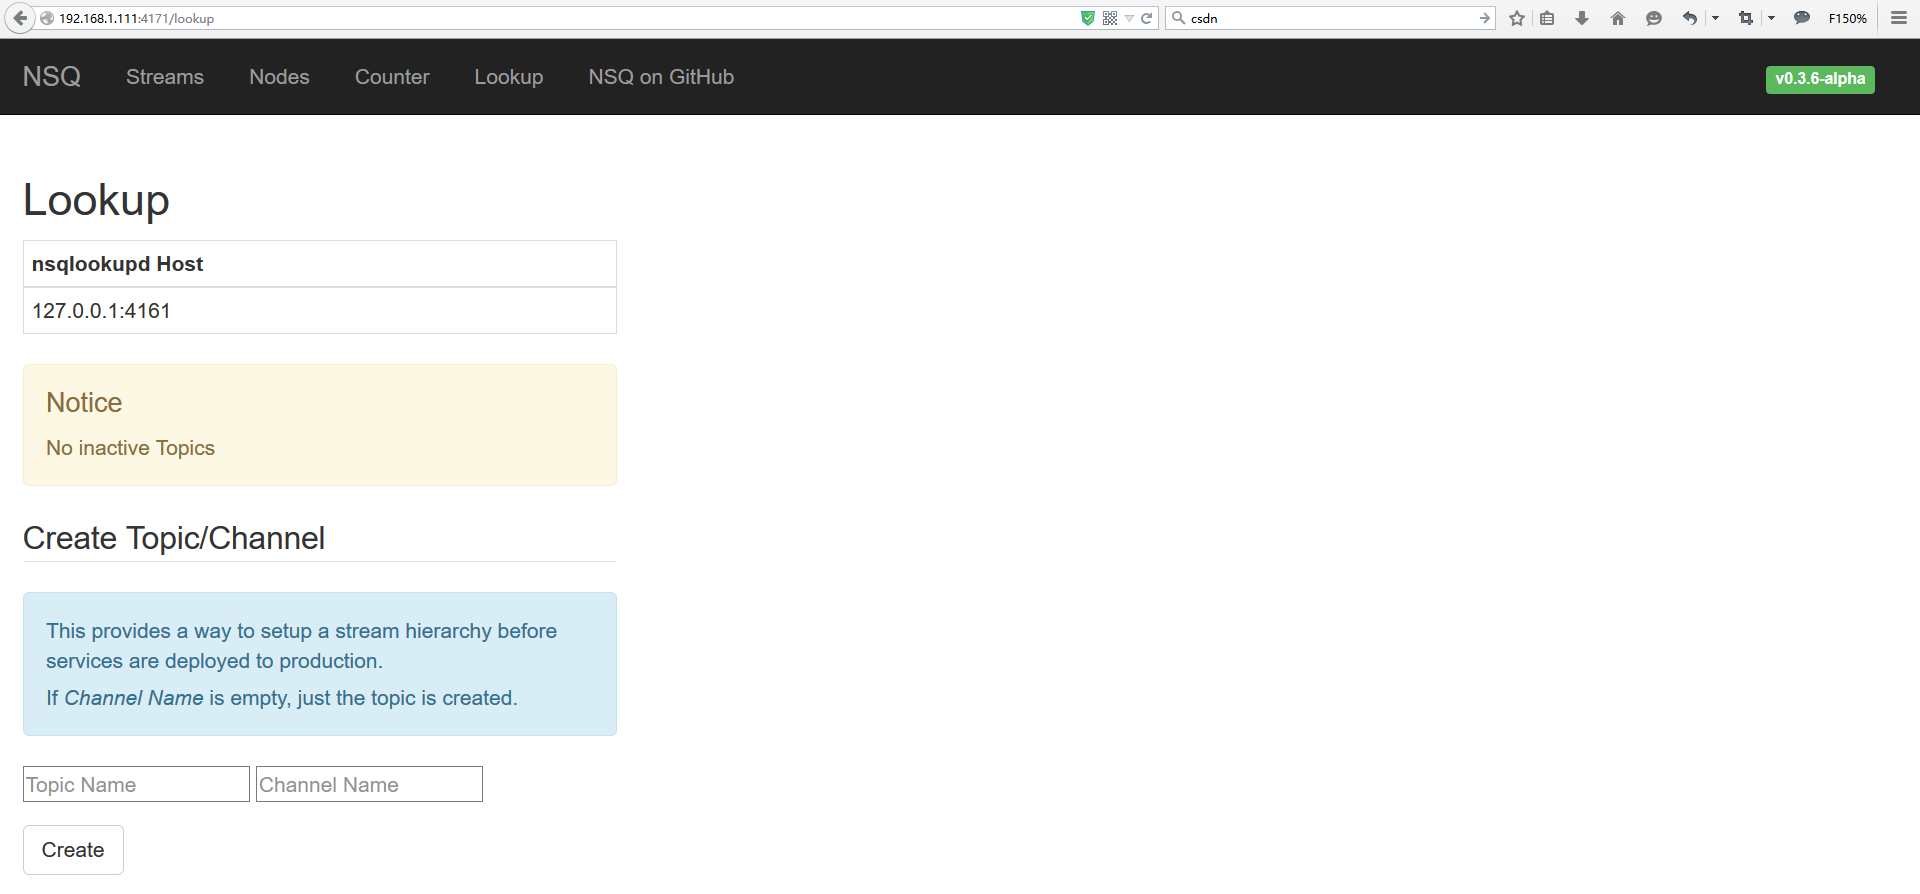 192.168.1.111:4171/lookup
csdn
F150%
NSQ Streams Nodes Counter Lookup NSQ on GitHub v0.3.6-alpha
Lookup
nsqlookupd Host
127.0.0.1:4161
Notice
No inactive Topics
Create Topic/Channel
This provides a way to setup a stream hierarchy before
services are deployed to production.
If Channel Name is empty, just the topic is created.
Topic Name Channel Name
Create